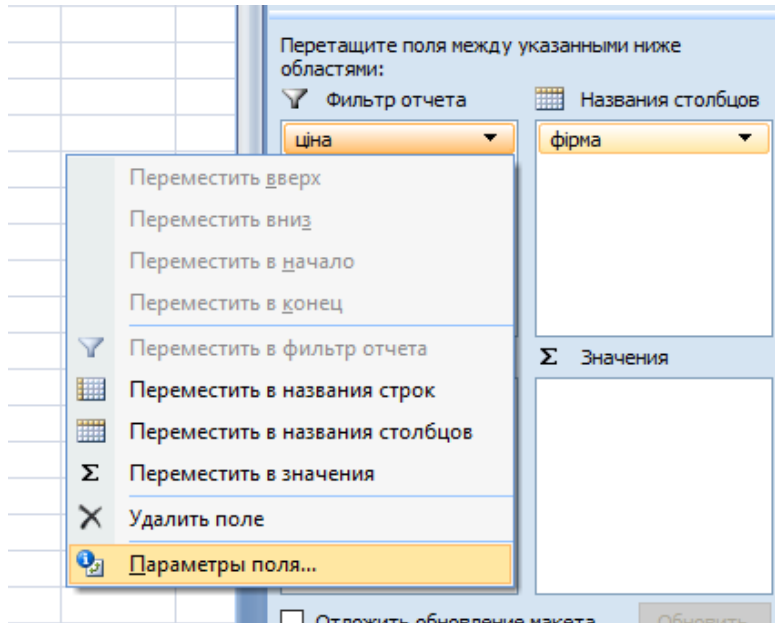 Перетащите поля между указанными ниже
областями:
Фильтр отчета
Названия столбцов
ціна
фірма
Переместить вверх
Переместить вниз
Переместить в начало
Переместить в конец
Переместить в фильтр отчета
Σ Значения
Переместить в названия строк
Переместить в названия столбцов
Σ Переместить в значения
Удалить поле
Параметры поля...
Отложить обновление макета
Обновить